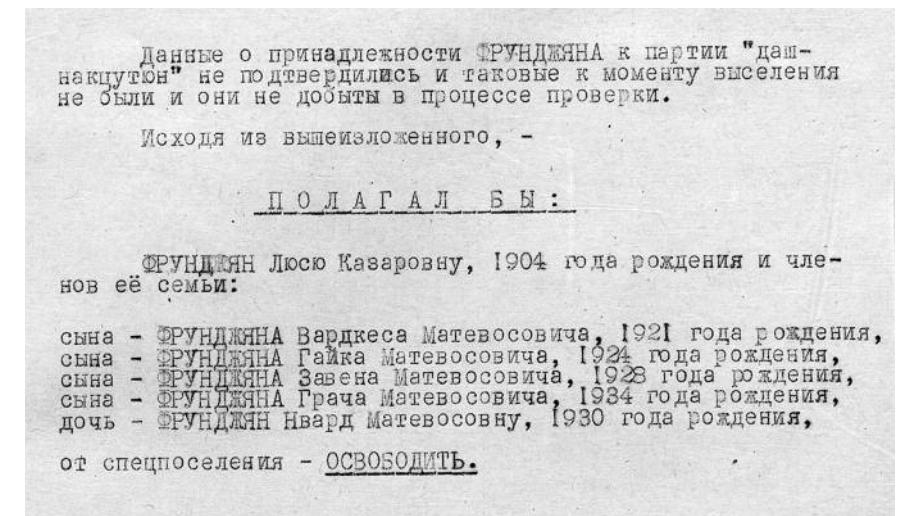 Данные о принадлежности ФРУНДЖЯНА к партии "даш-
накцутюн" не подтвердились и таковые к моменту выселения
не были и они не добыты в процессе проверки.
Исходя из вышеизложенного, -
ПОЛАГАЛ БЫ:
ФРУНДЖЯН Люсю Казаровну, 1904 года рождения и чле-
нов её семьи:
сына - ФРУНДЖЯНА Вардкеса Матевосовича, 1921 года рождения,
сына - ФРУНДЖЯНА Гайка Матевосовича, 1924 года рождения,
сына - ФРУНДЖЯНА Завена Матевосовича, 1928 года рождения,
сына - ФРУНДЖЯНА Грача Матевосовича, 1934 года рождения,
дочь - ФРУНДЖЯН Нвард Матевосовну, 1930 года рождения,
от спецпоселения - ОСВОБОДИТЬ.